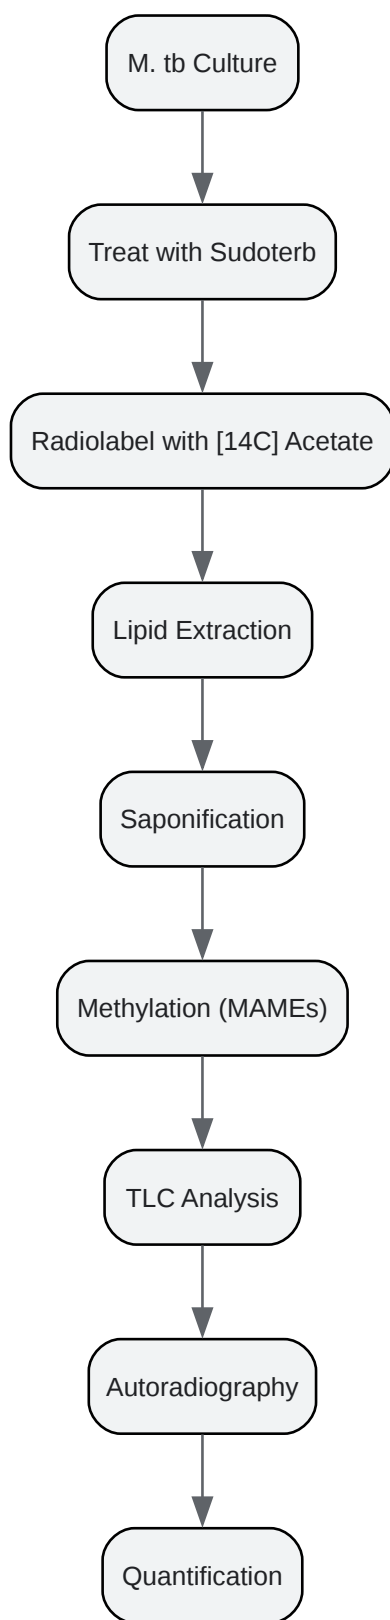 M. tb Culture
Treat with Sudoterb
Radiolabel with [14C] Acetate
Lipid Extraction
Saponification
Methylation (MAMEs)
TLC Analysis
Autoradiography
Quantification